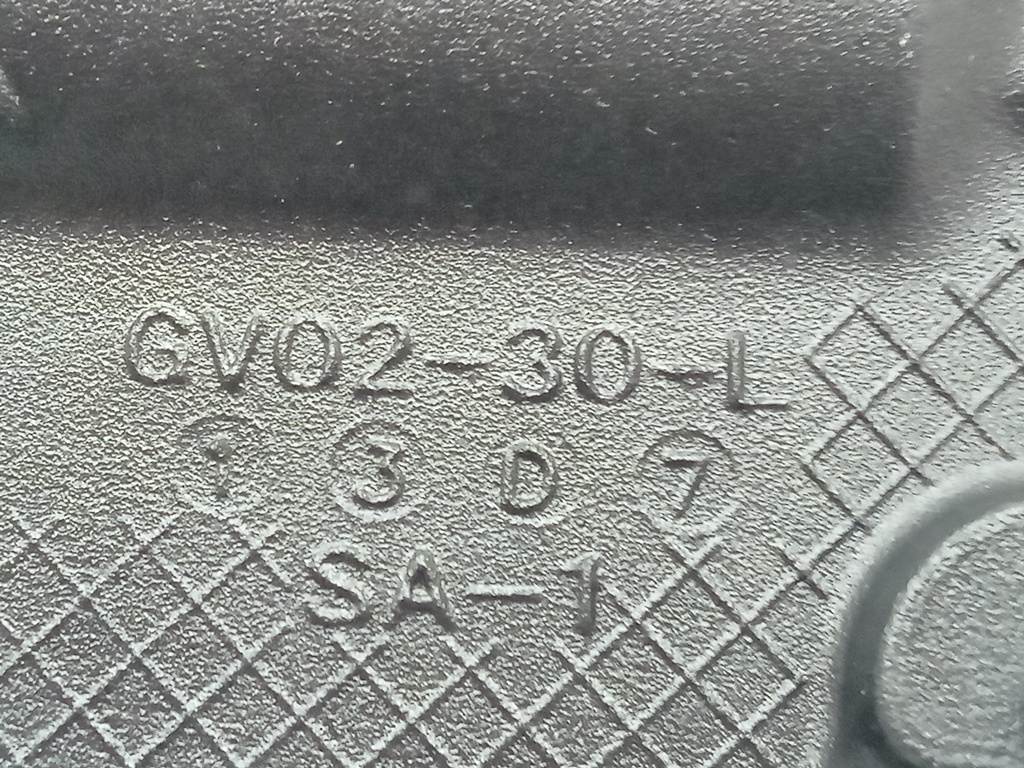 GV02-30-L
① ③ D ⑦
SA-1